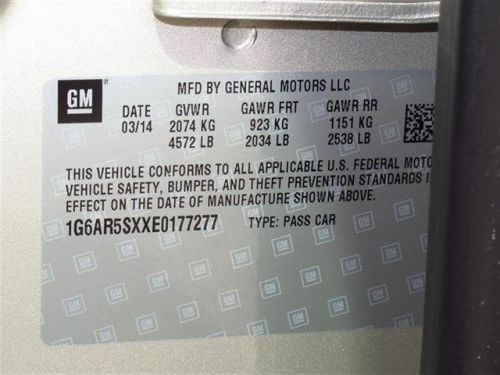 GM
MFD BY GENERAL MOTORS LLC
DATE GVWR GAWR FRT GAWR RR
03/14 2074 KG 923 KG 1151 KG
4572 LB 2034 LB 2538 LB
THIS VEHICLE CONFORMS TO ALL APPLICABLE U.S. FEDERAL MOTO
VEHICLE SAFETY, BUMPER, AND THEFT PREVENTION STANDARDS
EFFECT ON THE DATE OF MANUFACTURE SHOWN ABOVE.
1G6AR5SXXE0177277 TYPE: PASS CAR